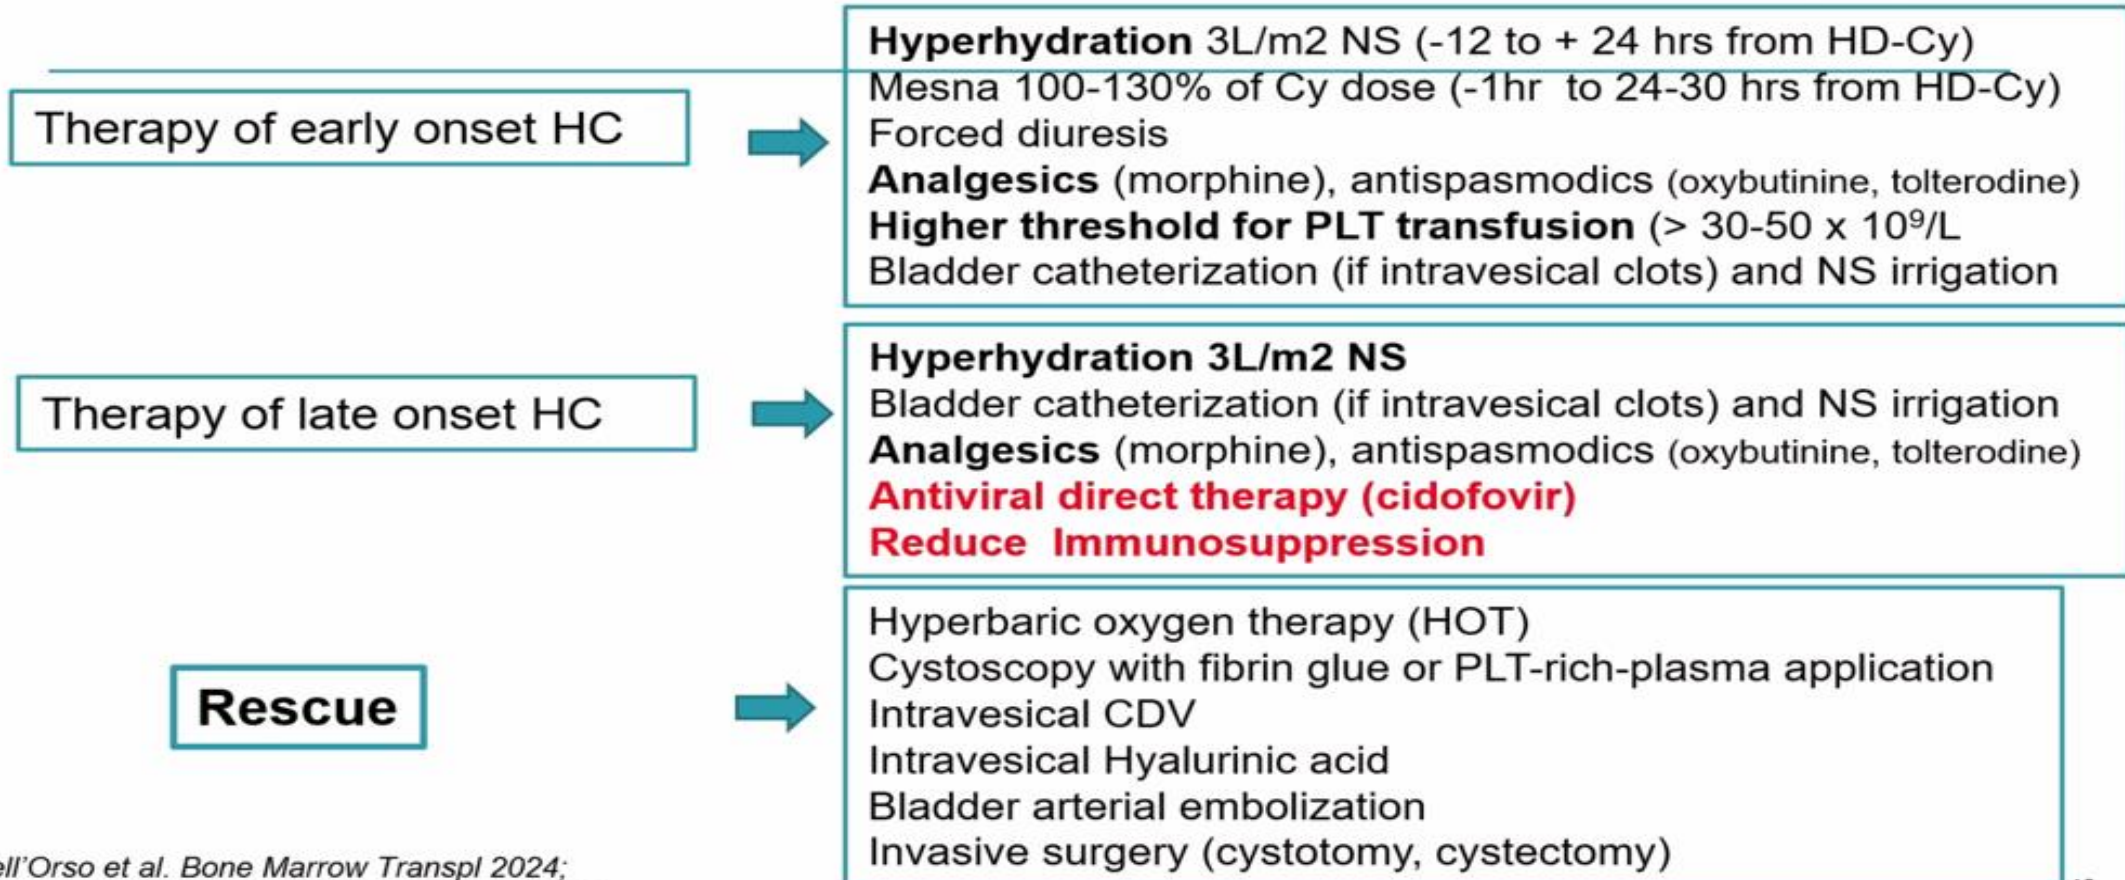 Therapy of early onset HC
Hyperhydration 3L/m2 NS (-12 to + 24 hrs from HD-Cy)
Mesna 100-130% of Cy dose (-1hr to 24-30 hrs from HD-Cy)
Forced diuresis
Analgesics (morphine), antispasmodics (oxybutinine, tolterodine)
Higher threshold for PLT transfusion (> 30-50 x 10⁹/L
Bladder catheterization (if intravesical clots) and NS irrigation
Therapy of late onset HC
Hyperhydration 3L/m2 NS
Bladder catheterization (if intravesical clots) and NS irrigation
Analgesics (morphine), antispasmodics (oxybutinine, tolterodine)
Antiviral direct therapy (cidofovir)
Reduce Immunosuppression
Rescue
Hyperbaric oxygen therapy (HOT)
Cystoscopy with fibrin glue or PLT-rich-plasma application
Intravesical CDV
Intravesical Hyalurinic acid
Bladder arterial embolization
Invasive surgery (cystotomy, cystectomy)
ell'Orso et al. Bone Marrow Transpl 2024;